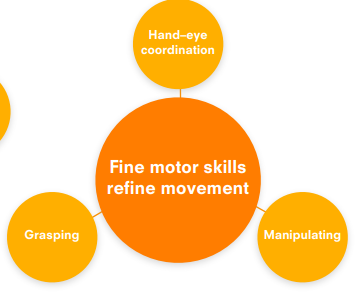 Hand–eye
coordination
Fine motor skills
refine movement
Grasping
Manipulating